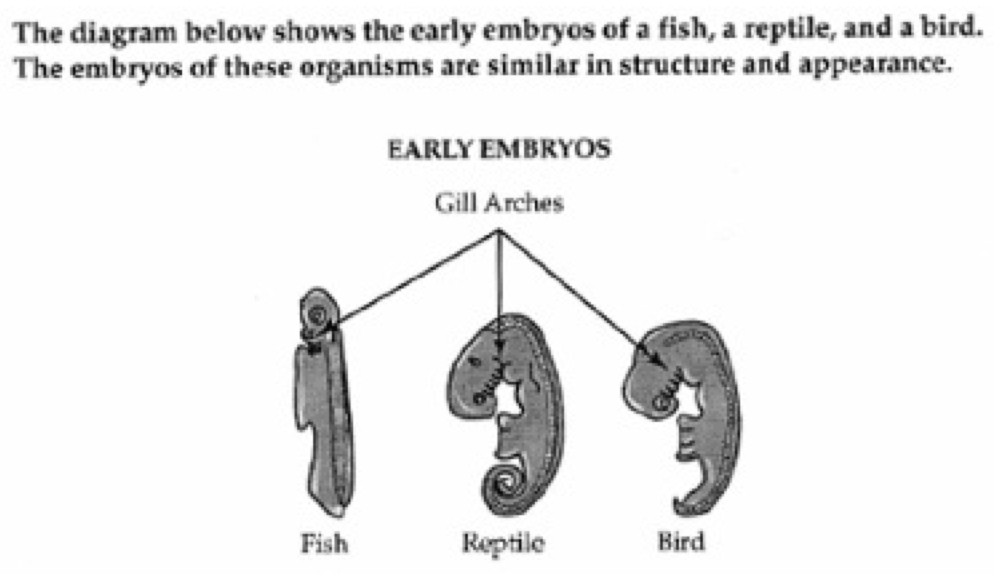 The diagram below shows the early embryos of a fish, a reptile, and a bird.
The embryos of these organisms are similar in structure and appearance.
EARLY EMBRYOS
Gill Arches
Fish
Reptile
Bird